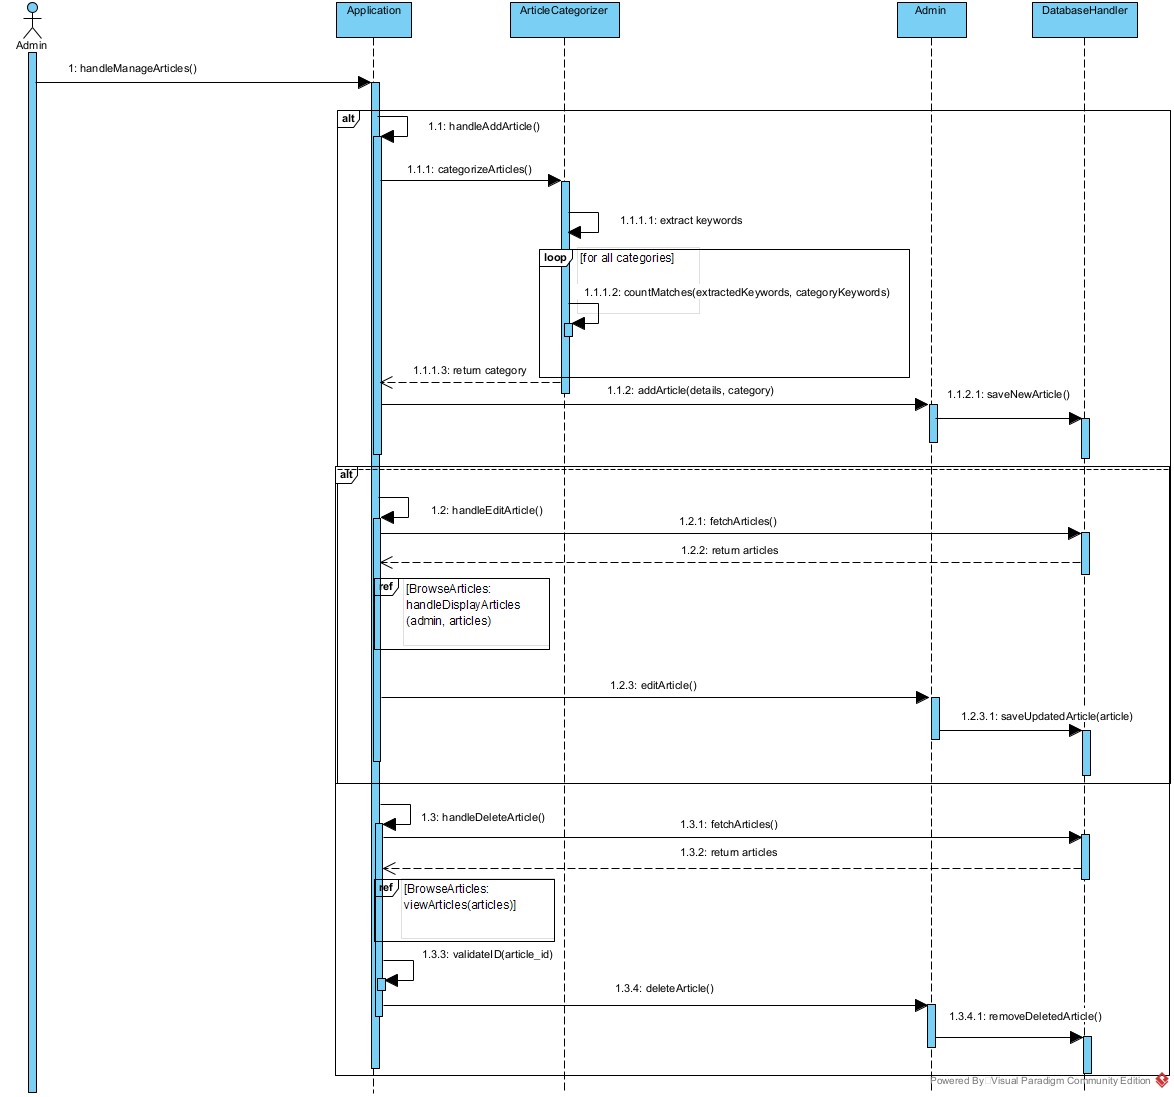 Application
ArticleCategorizer
Admin
DatabaseHandler
Admin
1: handleManageArticles()
alt
1.1: handleAddArticle()
1.1.1: categorizeArticles()
1.1.1.1: extract keywords
loop
[for all categories]
1.1.1.2: countMatches(extractedKeywords, categoryKeywords)
1.1.1.3: return category
1.1.2: addArticle(details, category)
1.1.2.1: saveNewArticle()
alt
1.2: handleEditArticle()
1.2.1: fetchArticles()
1.2.2: return articles
ref
[BrowseArticles:
handleDisplayArticles
(admin, articles)
1.2.3: editArticle()
1.2.3.1: saveUpdatedArticle(article)
1.3: handleDeleteArticle()
1.3.1: fetchArticles()
1.3.2: return articles
ref
[BrowseArticles:
viewArticles(articles)]
1.3.3: validateID(article_id)
1.3.4: deleteArticle()
1.3.4.1: removeDeletedArticle()
Powered By Visual Paradigm Community Edition